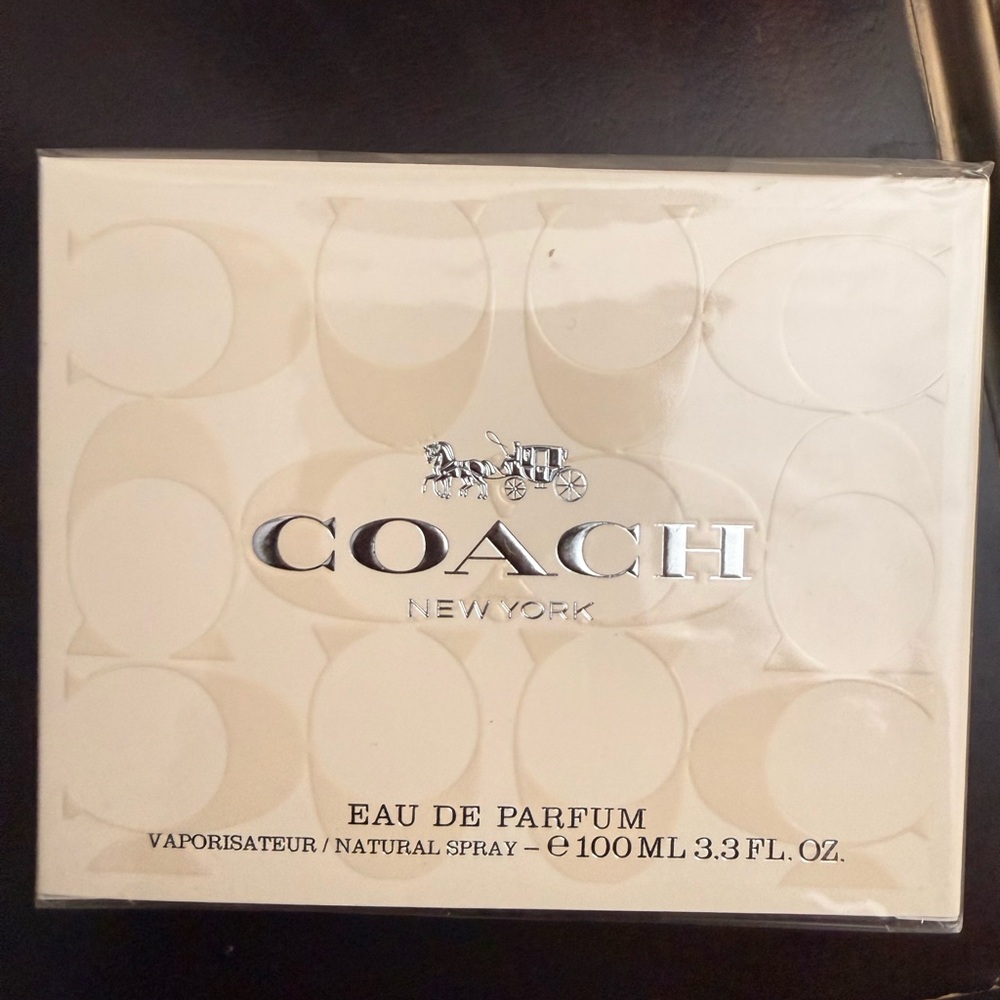 COACH
NEW YORK
EAU DE PARFUM
VAPORISATEUR / NATURAL SPRAY – ℮ 100 ML 3.3 FL. OZ.